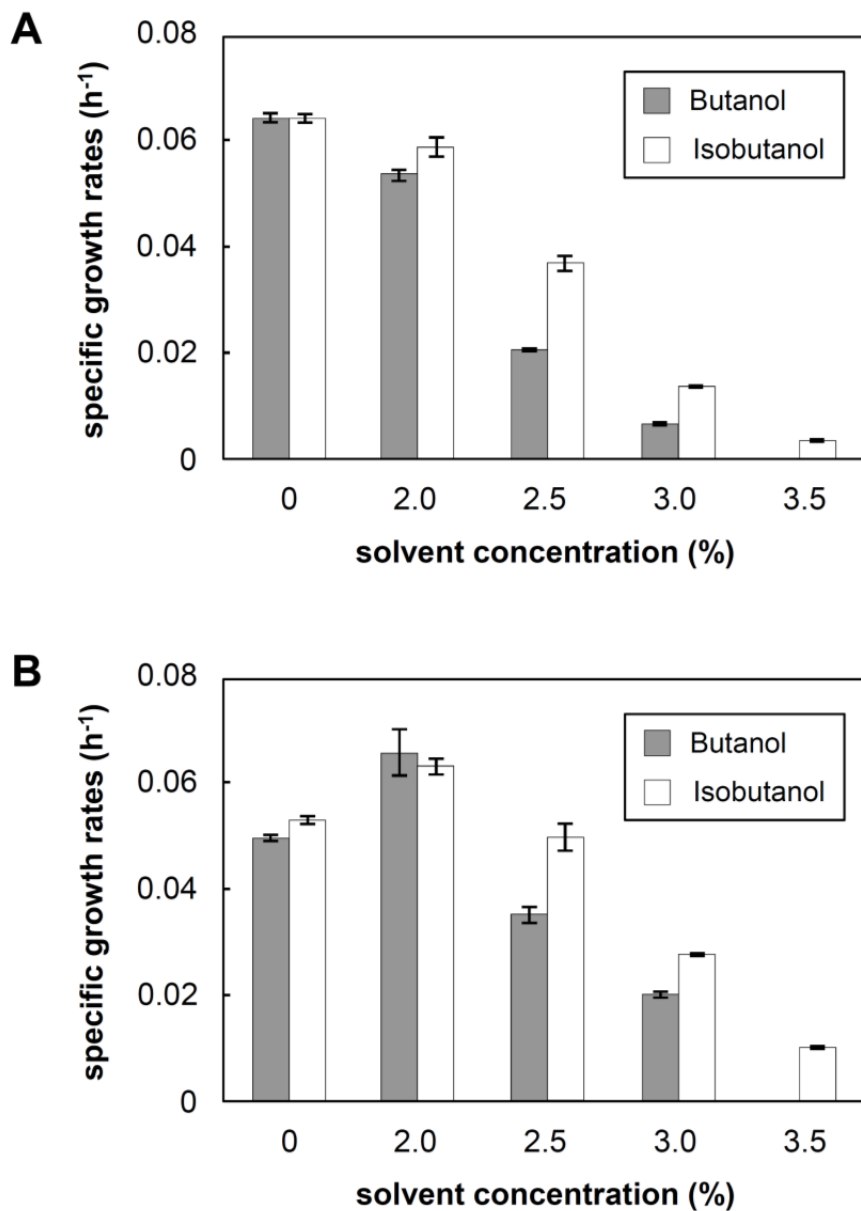 A
specific growth rates (h⁻¹)
0.08
0.06
0.04
0.02
0
Butanol
Isobutanol
0 2.0 2.5 3.0 3.5
solvent concentration (%)
B
specific growth rates (h⁻¹)
0.08
0.06
0.04
0.02
0
Butanol
Isobutanol
0 2.0 2.5 3.0 3.5
solvent concentration (%)